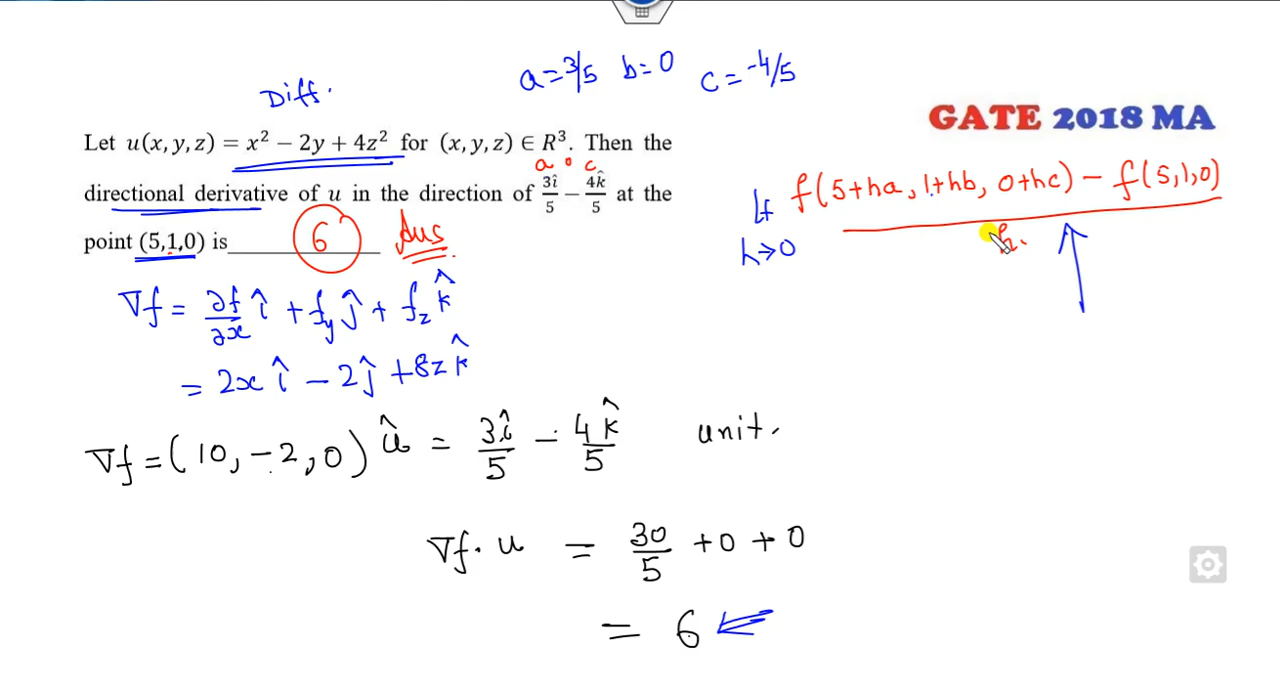 a = 3/5 b = 0 c = -4/5
Diff.
GATE 2018 MA
Let u(x, y, z) = x² − 2y + 4z² for (x, y, z) ∈ R³. Then the
a 0 c
directional derivative of u in the direction of 3î/5 − 4k̂/5 at the
point (5,1,0) is____________ 6 Ans
Lt h→0 f(5+ha, 1+hb, 0+hc) − f(5,1,0) / h.
∇f = ∂f/∂x î + f_y ĵ + f_z k̂
= 2x î − 2ĵ + 8z k̂
∇f = (10, −2, 0) û = 3î/5 − 4k̂/5 unit.
∇f · u = 30/5 + 0 + 0
= 6